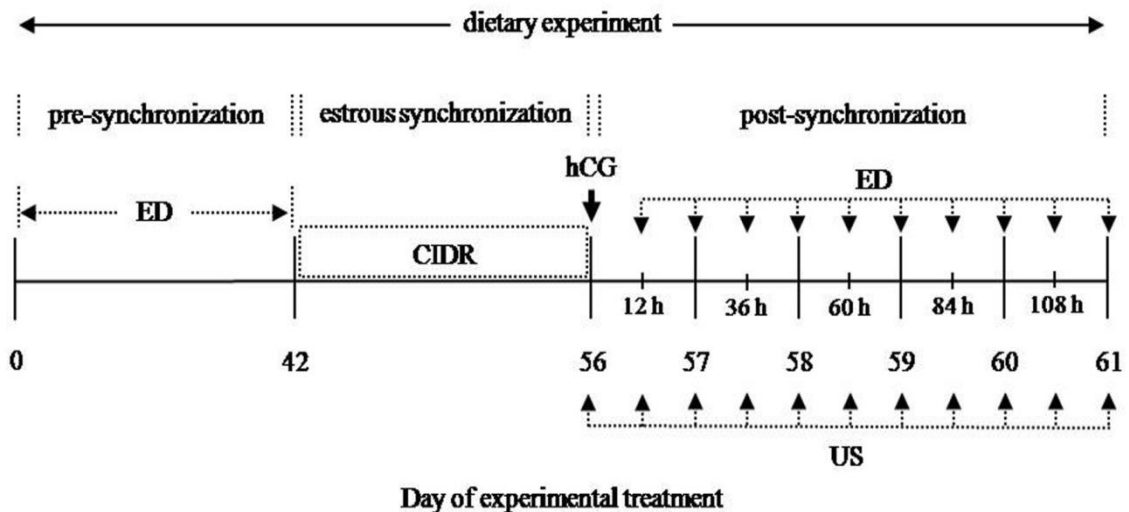 dietary experiment
pre-synchronization estrous synchronization post-synchronization
hCG
ED ED
CIDR
12 h 36 h 60 h 84 h 108 h
0 42 56 57 58 59 60 61
US
Day of experimental treatment